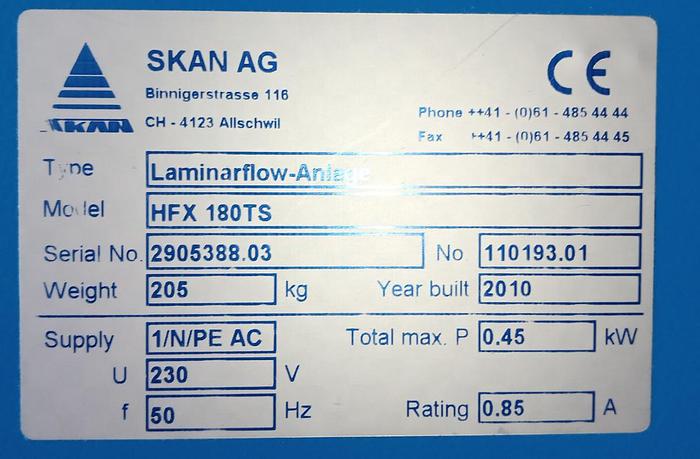 SKAN AG
Binnigerstrasse 116
SKAN CH - 4123 Allschwil
CE
Phone ++41 - (0)61 - 485 44 44
Fax ++41 - (0)61 - 485 44 45
Type Laminarflow-Anlage
Model HFX 180TS
Serial No. 2905388.03 No 110193.01
Weight 205 kg Year built 2010
Supply 1/N/PE AC Total max. P 0.45 kW
U 230 V
f 50 Hz Rating 0.85 A